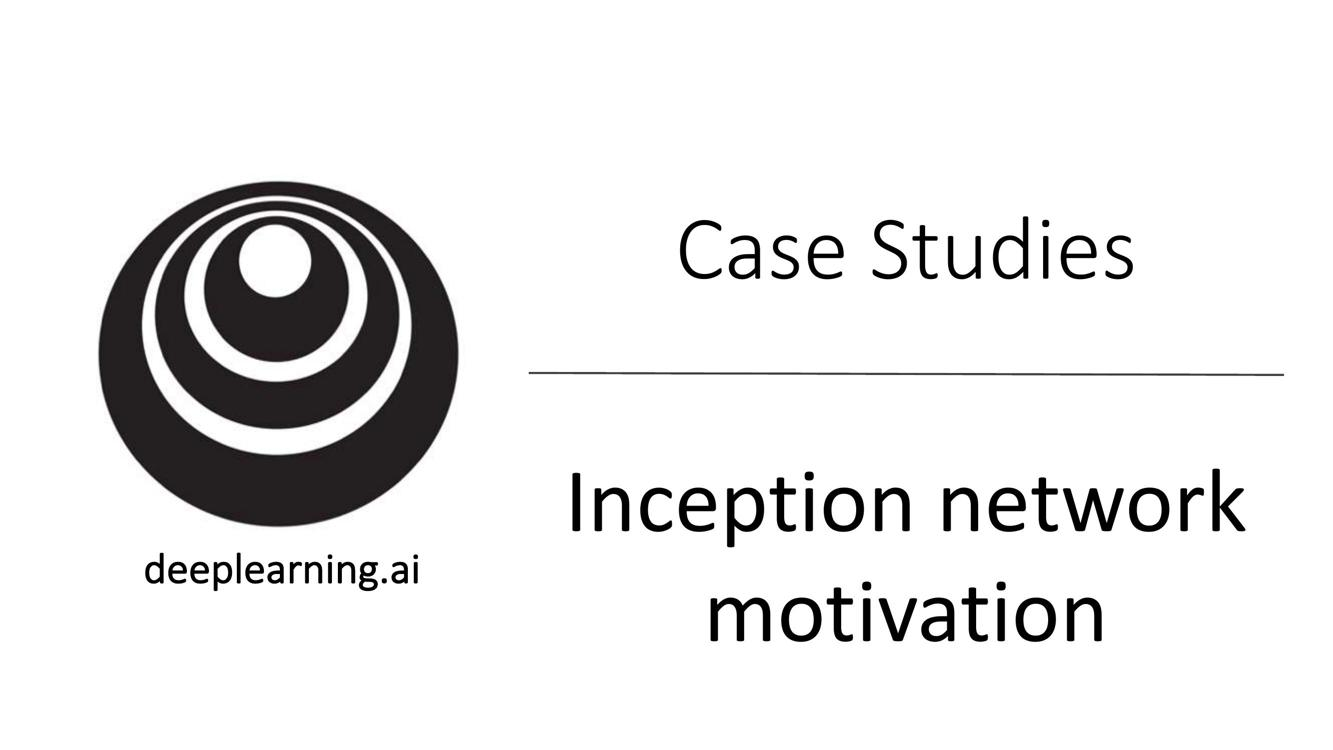 Case Studies
Inception network
motivation
deeplearning.ai